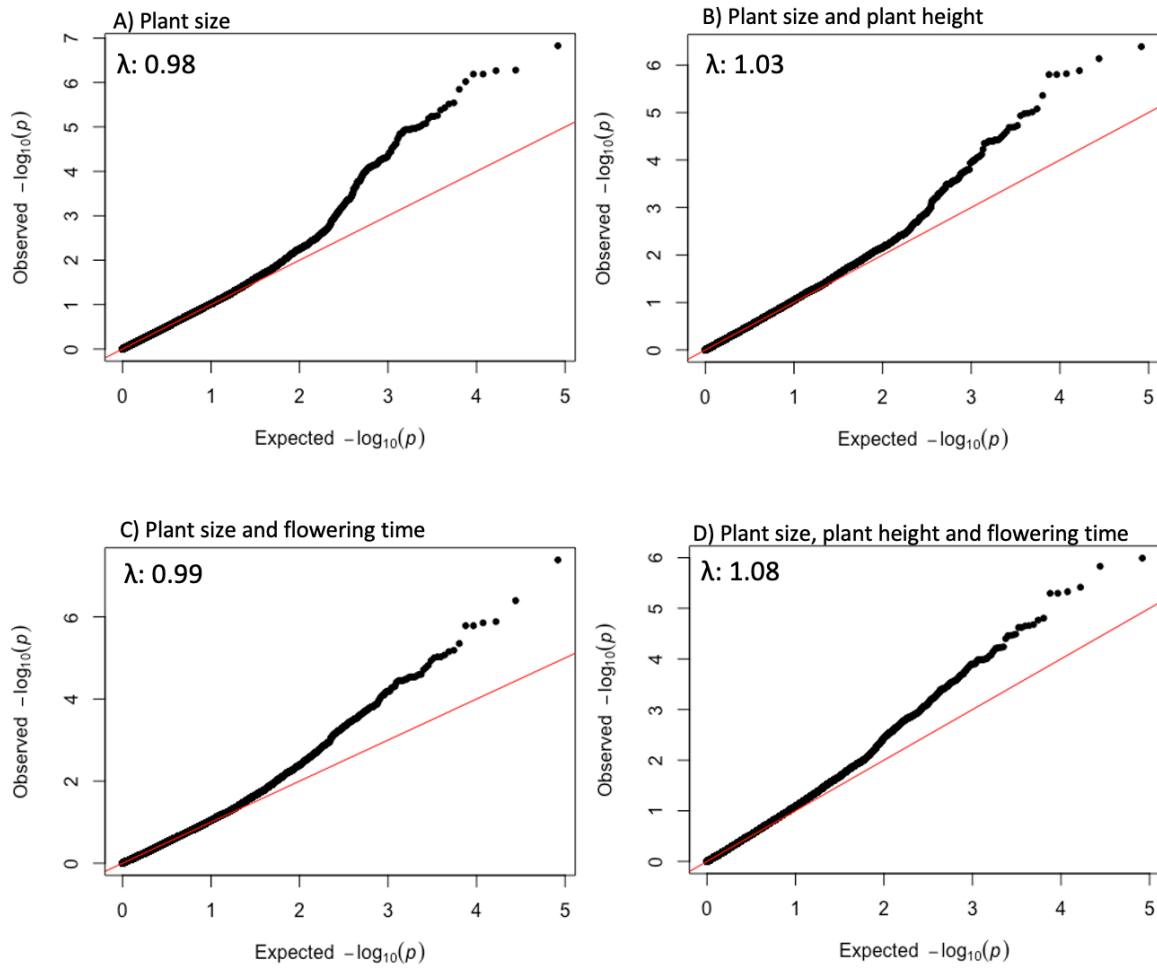 A) Plant size
λ: 0.98
Observed −log10(p)
7
6
5
4
3
2
1
0
0 1 2 3 4 5
Expected −log10(p)
B) Plant size and plant height
λ: 1.03
Observed −log10(p)
6
5
4
3
2
1
0
0 1 2 3 4 5
Expected −log10(p)
C) Plant size and flowering time
λ: 0.99
Observed −log10(p)
6
4
2
0
0 1 2 3 4 5
Expected −log10(p)
D) Plant size, plant height and flowering time
λ: 1.08
Observed −log10(p)
6
5
4
3
2
1
0
0 1 2 3 4 5
Expected −log10(p)